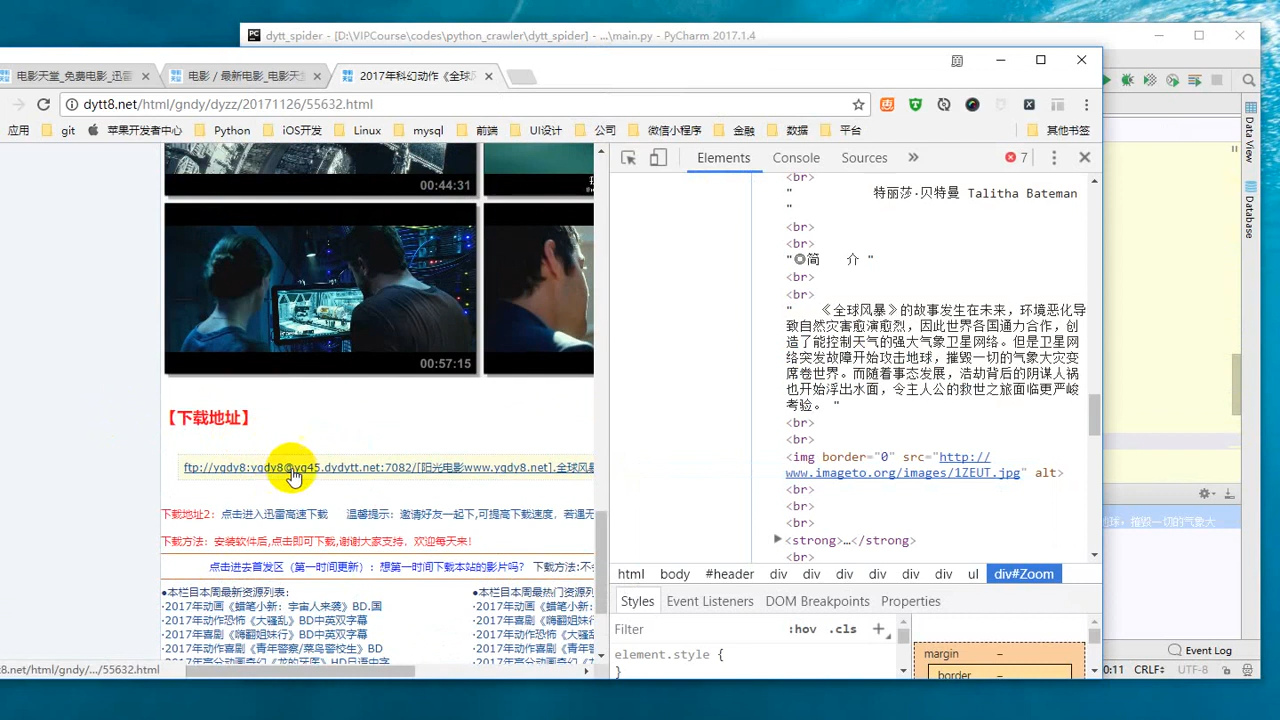 dytt_spider - [D:\VIPCourse\codes\python_crawler\dytt_spider] - ...\main.py - PyCharm 2017.1.4
电影天堂_免费电影_迅雷
电影 / 最新电影_电影天
2017年科幻动作《全球风
dytt8.net/html/gndy/dyzz/20171126/55632.html
应用
git
苹果开发者中心
Python
iOS开发
Linux
mysql
前端
UI设计
公司
微信小程序
金融
数据
平台
其他书签
Data View
Database
Elements
Console
Sources
7
00:44:31
00:57:15
<br>
" 特丽莎·贝特曼 Talitha Bateman
"
<br>
<br>
"◎简 介 "
<br>
<br>
" 《全球风暴》的故事发生在未来，环境恶化导
致自然灾害愈演愈烈，因此世界各国通力合作，创
造了能控制天气的强大气象卫星网络。但是卫星网
络突发故障开始攻击地球，摧毁一切的气象大灾变
席卷世界。而随着事态发展，浩劫背后的阴谋人祸
也开始浮出水面，令主人公的救世之旅面临更严峻
考验。 "
<br>
<br>
<img border="0" src="http://
www.imageto.org/images/1ZEUT.jpg" alt>
<br>
<br>
<br>
<strong>…</strong>
<br>
【下载地址】
ftp://ygdy8:ygdy8@yg45.dydytt.net:7082/[阳光电影www.ygdy8.net].全球风暴
下载地址2：点击进入迅雷高速下载 温馨提示：邀请好友一起下,可提高下载速度，若遇无
下载方法：安装软件后,点击即可下载,谢谢大家支持，欢迎每天来!
点击进去首发区（第一时间更新）: 想第一时间下载本站的影片吗? 下载方法:不
●本栏目本周最新资源列表:
·2017年动画《蜡笔小新：宇宙人来袭》BD.国
·2017年动作恐怖《大骚乱》BD中英双字幕
·2017年喜剧《嗨翻姐妹行》BD中英双字幕
·2017年喜剧《青年警察/菜鸟警校生》BD
●本栏目本周最热门资源列
·2017年动画《蜡笔小新：
·2017年动作恐怖《大骚乱
·2017年喜剧《嗨翻姐妹行
·2017年喜剧《青年警察/
html
body
#header
div
div
div
div
div
div
ul
div#Zoom
Styles
Event Listeners
DOM Breakpoints
Properties
Filter
:hov
.cls
element.style {
}
margin
border
球，摧毁一切的气象大
Event Log
0:11
CRLF
UTF-8
8.net/html/gndy/.../55632.html